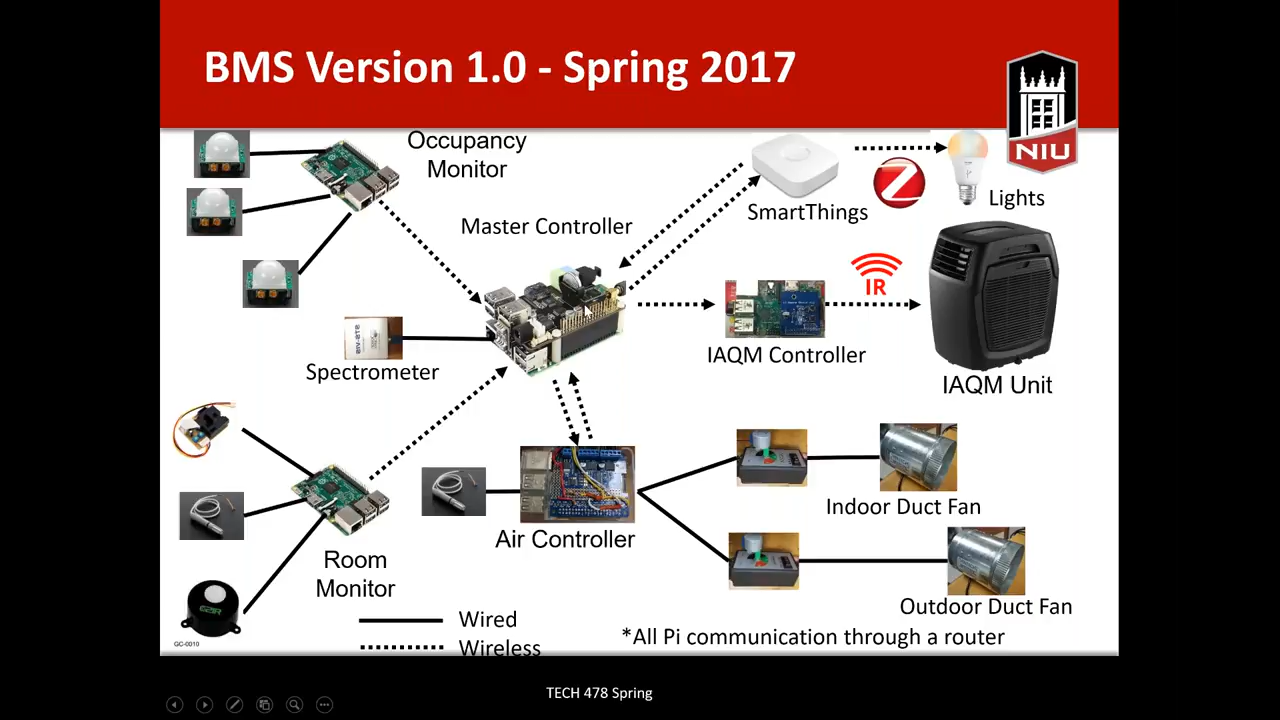 BMS Version 1.0 - Spring 2017
NIU
Occupancy
Monitor
Master Controller
SmartThings
Z
Lights
IR
Spectrometer
IAQM Controller
IAQM Unit
Air Controller
Indoor Duct Fan
Room
Monitor
Outdoor Duct Fan
GC-0010
Wired
Wireless
*All Pi communication through a router
TECH 478 Spring